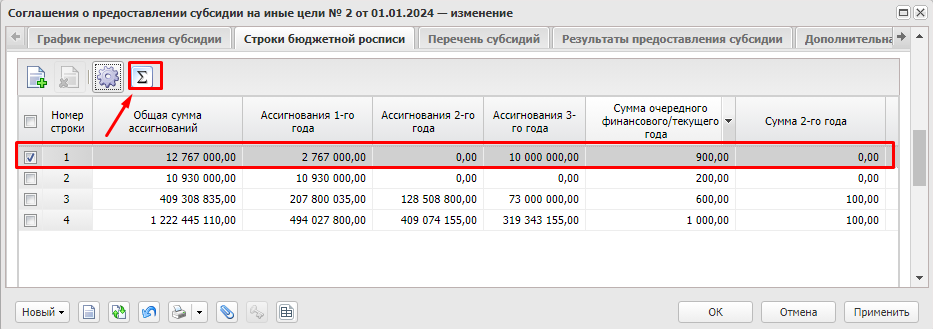 Соглашения о предоставлении субсидии на иные цели № 2 от 01.01.2024 — изменение
График перечисления субсидии Строки бюджетной росписи Перечень субсидий Результаты предоставления субсидии Дополнительна
Σ
Номер строки Общая сумма ассигнований Ассигнования 1-го года Ассигнования 2-го года Ассигнования 3-го года Сумма очередного финансового/текущего года Сумма 2-го года
1 12 767 000,00 2 767 000,00 0,00 10 000 000,00 900,00 0,00
2 10 930 000,00 10 930 000,00 0,00 0,00 200,00 0,00
3 409 308 835,00 207 800 035,00 128 508 800,00 73 000 000,00 600,00 100,00
4 1 222 445 110,00 494 027 800,00 409 074 155,00 319 343 155,00 1 000,00 100,00
Новый ОК Отмена Применить